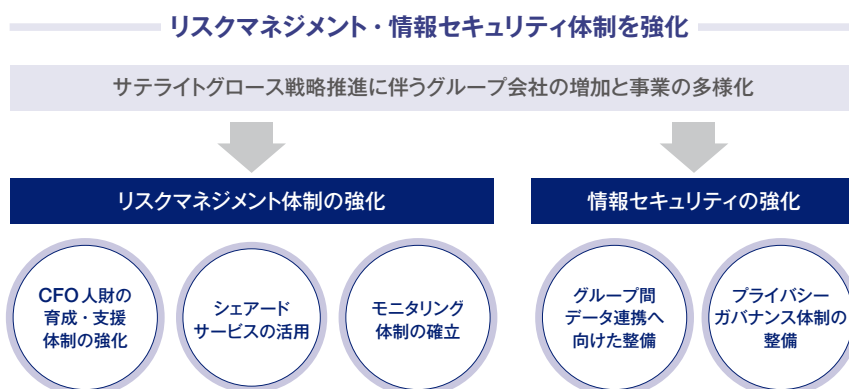 リスクマネジメント・情報セキュリティ体制を強化
サテライトグロース戦略推進に伴うグループ会社の増加と事業の多様化
リスクマネジメント体制の強化
CFO人財の
育成・支援
体制の強化
シェアード
サービスの活用
モニタリング
体制の確立
情報セキュリティの強化
グループ間
データ連携へ
向けた整備
プライバシー
ガバナンス体制の
整備